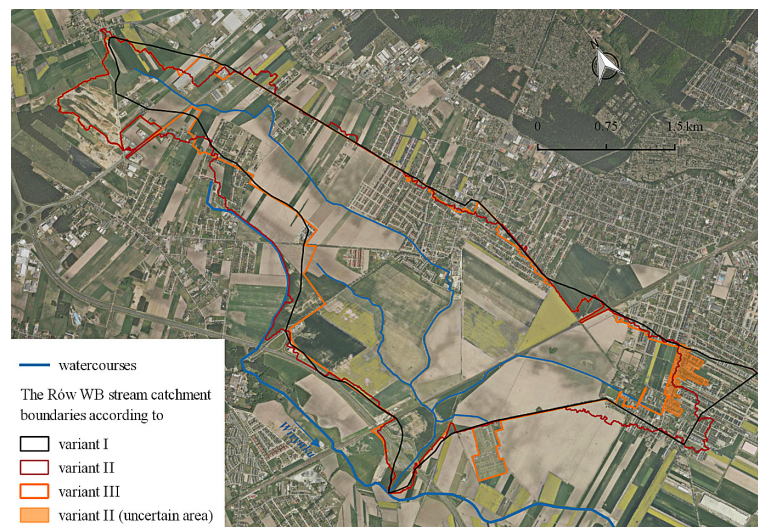 N
0
0.75
1.5 km
watercourses
The Rów WB stream catchment
boundaries according to
variant I
variant II
variant III
variant II (uncertain area)
Wirynka